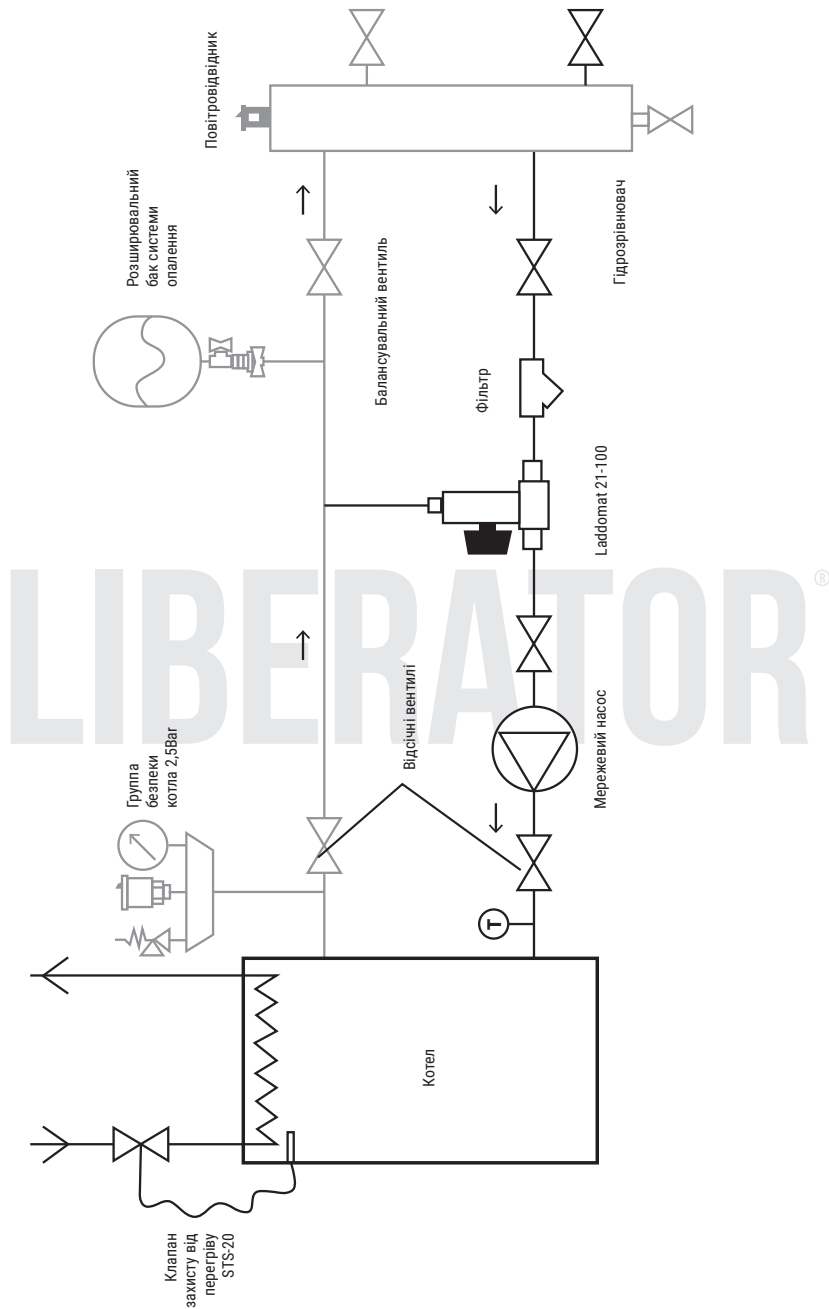 Повітровідвідник
Розширювальний
бак системи
опалення
Балансувальний вентиль
Гідрозрівнювач
Фільтр
Laddomat 21-100
LIBERATOR®
Відсічні вентилі
Группа
безпеки
котла 2,5Bar
Мережевий насос
T
Котел
Клапан
захисту від
перегріву
STS-20